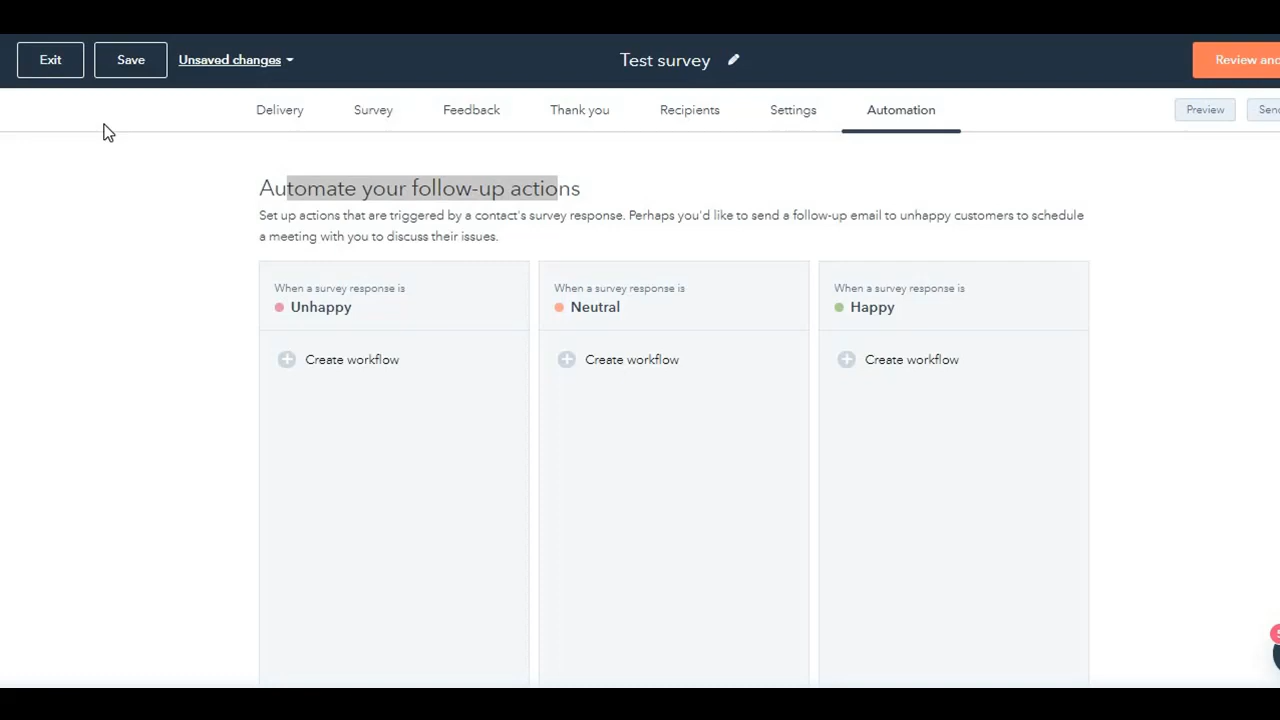 Exit Save Unsaved changes Test survey Review and
Delivery Survey Feedback Thank you Recipients Settings Automation Preview Send
Automate your follow-up actions
Set up actions that are triggered by a contact's survey response. Perhaps you'd like to send a follow-up email to unhappy customers to schedule
a meeting with you to discuss their issues.
When a survey response is When a survey response is When a survey response is
Unhappy Neutral Happy
Create workflow Create workflow Create workflow